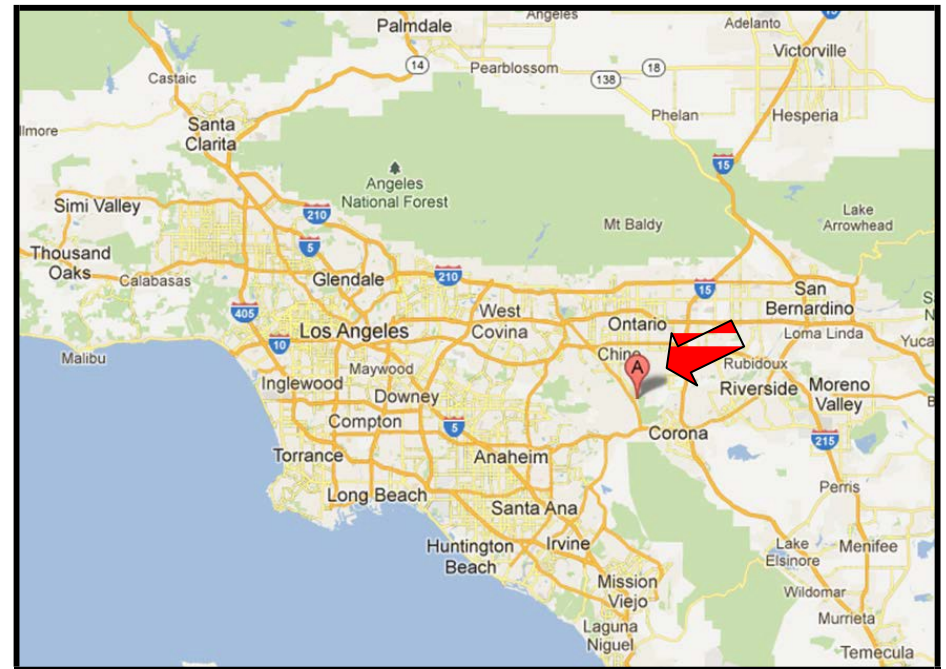 Angeles
Palmdale
Adelanto
15
Victorville
14
Pearblossom
18
138
Castaic
Phelan
Hesperia
llmore
Santa
Clarita
15
Angeles
National Forest
Simi Valley
210
Lake
Arrowhead
Mt Baldy
5
Thousand
Oaks
Calabasas
Glendale
210
15
San
Bernardino
405
West
Covina
Ontario
Los Angeles
Loma Linda
Yuca
10
Malibu
Chino
Maywood
A
Rubidoux
Inglewood
Downey
Riverside
Moreno
Valley
Compton
5
Corona
215
Torrance
Anaheim
Long Beach
Perris
Santa Ana
Huntington
Beach
Irvine
Lake
Elsinore
Menifee
Mission
Viejo
Wildomar
Murrieta
Laguna
Niguel
Temecula